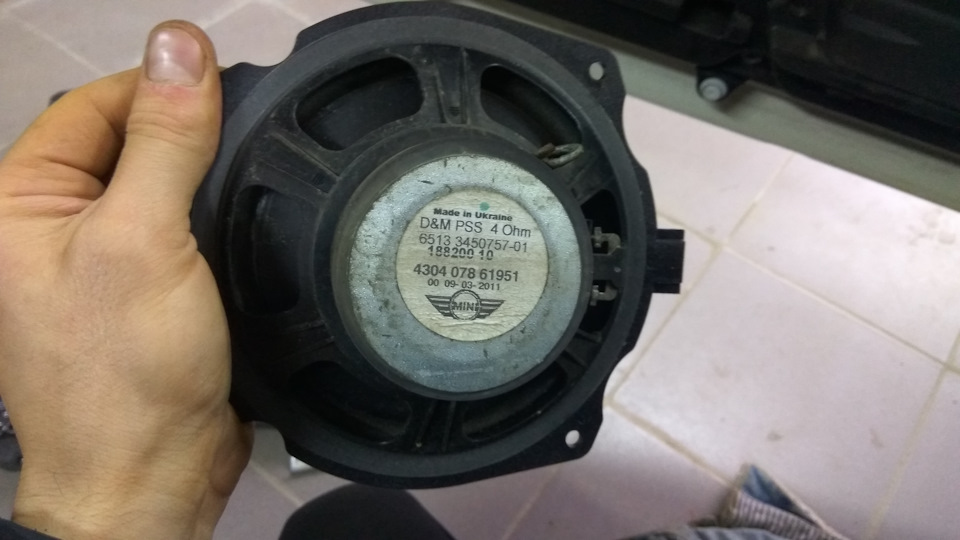 Made in Ukraine
D&M PSS 4 Ohm
6513 3450757-01
188200 10
4304 078 61951
00 09-03-2011
MINI